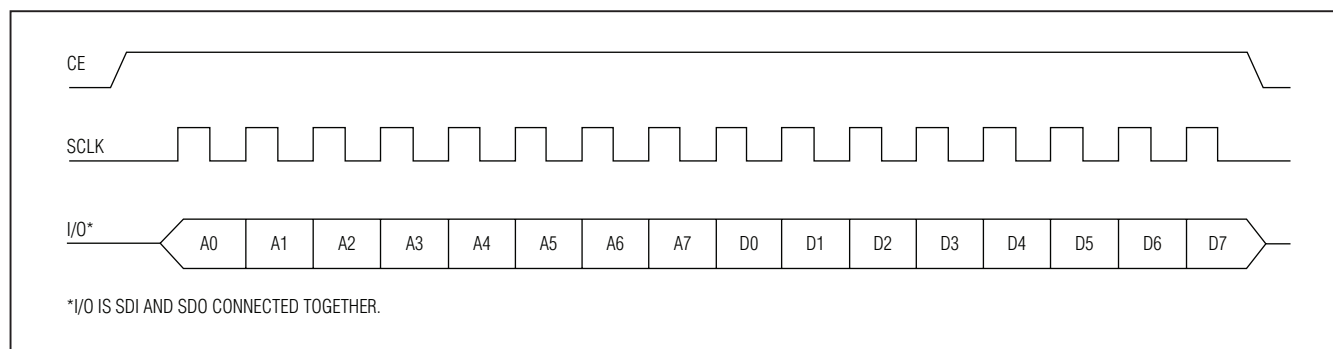 CE
SCLK
I/O*
A0 A1 A2 A3 A4 A5 A6 A7 D0 D1 D2 D3 D4 D5 D6 D7
*I/O IS SDI AND SDO CONNECTED TOGETHER.